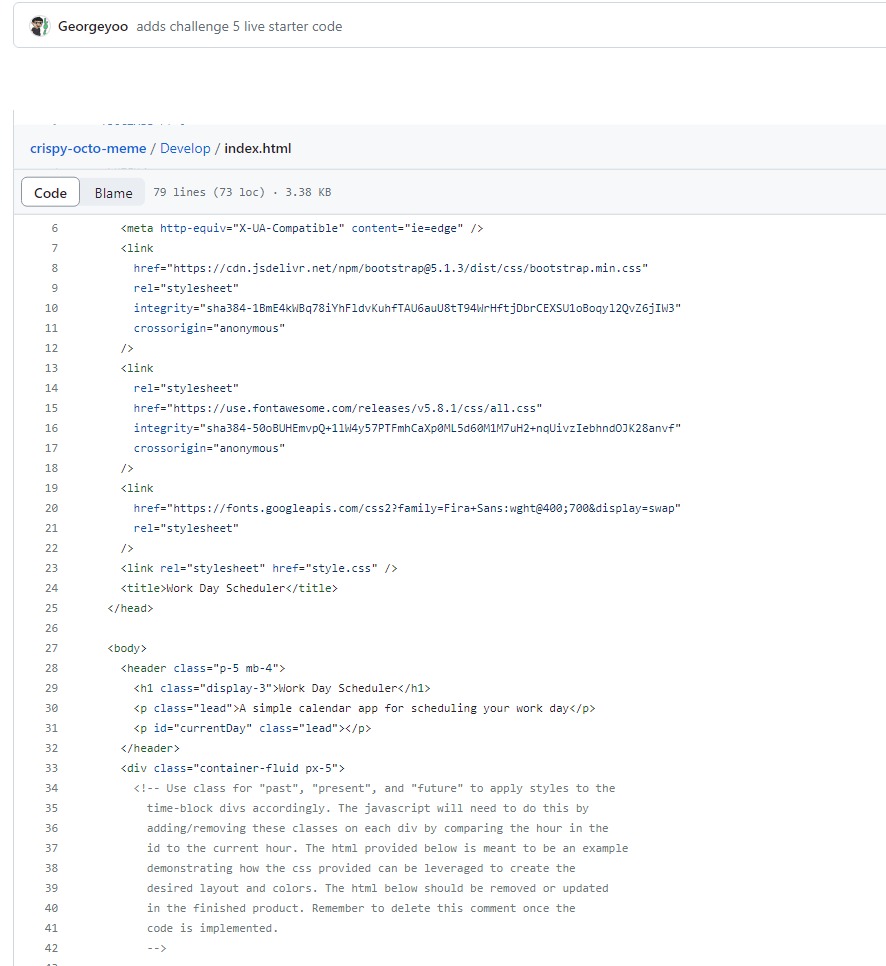 Georgeyoo adds challenge 5 live starter code
crispy-octo-meme / Develop / index.html
Code Blame 79 lines (73 loc) · 3.38 KB
6 <meta http-equiv="X-UA-Compatible" content="ie=edge" />
7 <link
8 href="https://cdn.jsdelivr.net/npm/bootstrap@5.1.3/dist/css/bootstrap.min.css"
9 rel="stylesheet"
10 integrity="sha384-1BmE4kWBq78iYhFldvKuhfTAU6auU8tT94WrHftjDbrCEXSU1oBoqyl2QvZ6jIW3"
11 crossorigin="anonymous"
12 />
13 <link
14 rel="stylesheet"
15 href="https://use.fontawesome.com/releases/v5.8.1/css/all.css"
16 integrity="sha384-50oBUHEmvpQ+1lW4y57PTFmhCaXp0ML5d60M1M7uH2+nqUivzIebhndOJK28anvf"
17 crossorigin="anonymous"
18 />
19 <link
20 href="https://fonts.googleapis.com/css2?family=Fira+Sans:wght@400;700&display=swap"
21 rel="stylesheet"
22 />
23 <link rel="stylesheet" href="style.css" />
24 <title>Work Day Scheduler</title>
25 </head>
26
27 <body>
28 <header class="p-5 mb-4">
29 <h1 class="display-3">Work Day Scheduler</h1>
30 <p class="lead">A simple calendar app for scheduling your work day</p>
31 <p id="currentDay" class="lead"></p>
32 </header>
33 <div class="container-fluid px-5">
34 <!-- Use class for "past", "present", and "future" to apply styles to the
35 time-block divs accordingly. The javascript will need to do this by
36 adding/removing these classes on each div by comparing the hour in the
37 id to the current hour. The html provided below is meant to be an example
38 demonstrating how the css provided can be leveraged to create the
39 desired layout and colors. The html below should be removed or updated
40 in the finished product. Remember to delete this comment once the
41 code is implemented.
42 -->